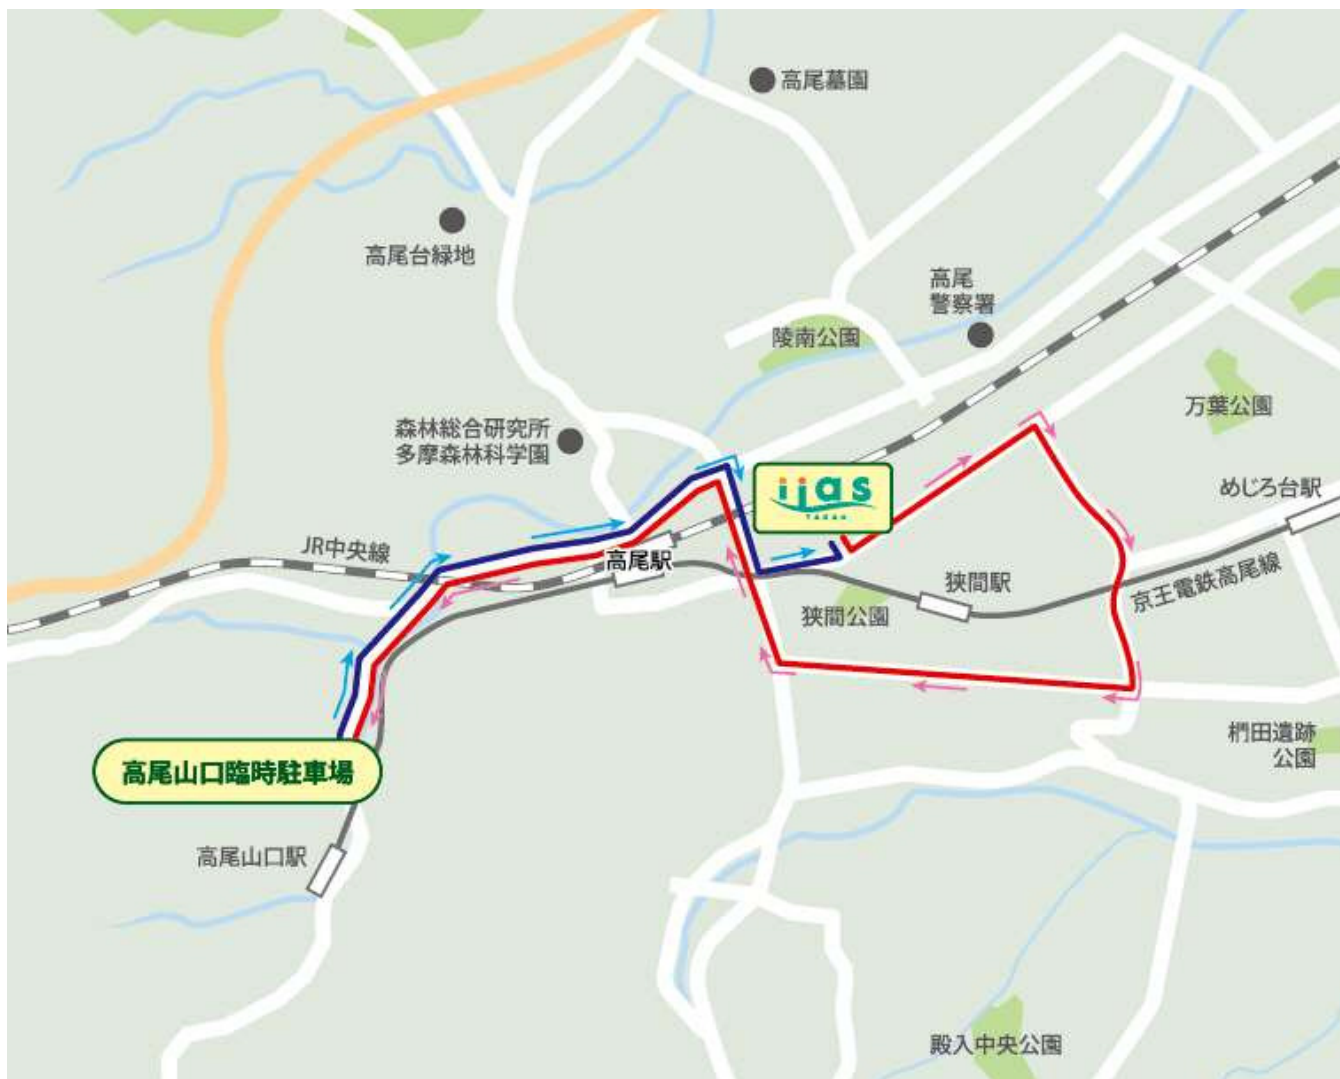 高尾墓園
高尾台緑地
高尾
警察署
陵南公園
万葉公園
森林総合研究所
多摩森林科学園
ijas
TAKAO
めじろ台駅
JR中央線
高尾駅
狭間駅
京王電鉄高尾線
狭間公園
椚田遺跡
公園
高尾山口臨時駐車場
高尾山口駅
殿入中央公園